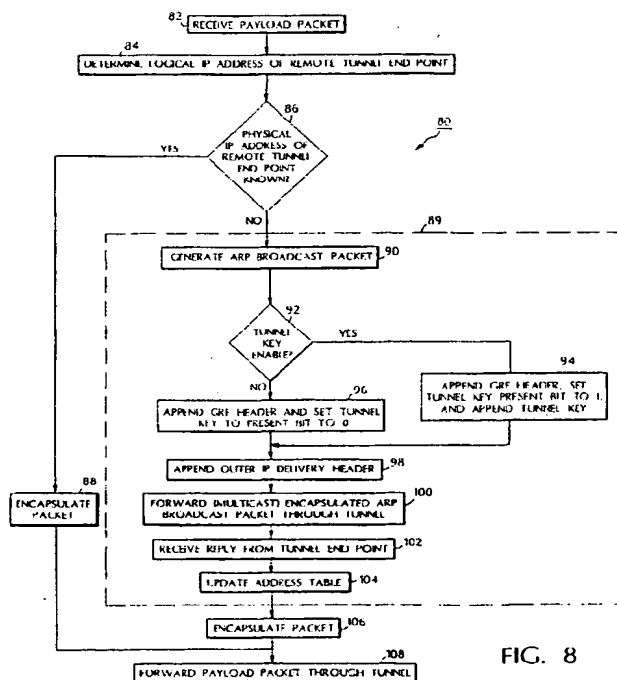 82
RECEIVE PAYLOAD PACKET
84
DETERMINE LOGICAL IP ADDRESS OF REMOTE TUNNEL END POINT
86
PHYSICAL
IP ADDRESS OF
REMOTE TUNNEL
END POINT
KNOWN?
YES
80
NO
89
GENERATE ARP BROADCAST PACKET
90
92
TUNNEL
KEY
ENABLE?
YES
94
APPEND GRE HEADER, SET
TUNNEL KEY PRESENT BIT TO 1,
AND APPEND TUNNEL KEY
NO
96
APPEND GRE HEADER AND SET TUNNEL
KEY TO PRESENT BIT TO 0
APPEND OUTER IP DELIVERY HEADER
98
88
ENCAPSULATE
PACKET
FORWARD (MULTICAST) ENCAPSULATED ARP
BROADCAST PACKET THROUGH TUNNEL
100
RECEIVE REPLY FROM TUNNEL END POINT
102
UPDATE ADDRESS TABLE
104
ENCAPSULATE PACKET
106
108
FORWARD PAYLOAD PACKET THROUGH TUNNEL
FIG. 8